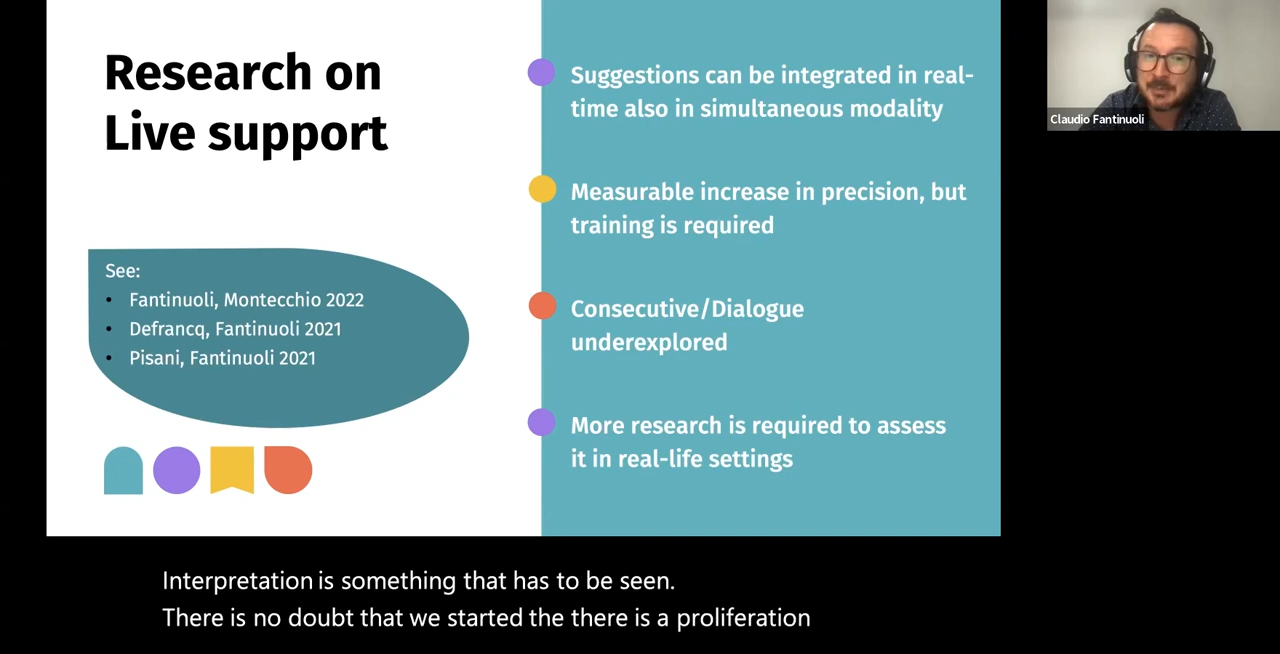 Research on
Live support
See:
• Fantinuoli, Montecchio 2022
• Defrancq, Fantinuoli 2021
• Pisani, Fantinuoli 2021
Suggestions can be integrated in real-
time also in simultaneous modality
Measurable increase in precision, but
training is required
Consecutive/Dialogue
underexplored
More research is required to assess
it in real-life settings
Claudio Fantinuoli
Interpretation is something that has to be seen.
There is no doubt that we started the there is a proliferation